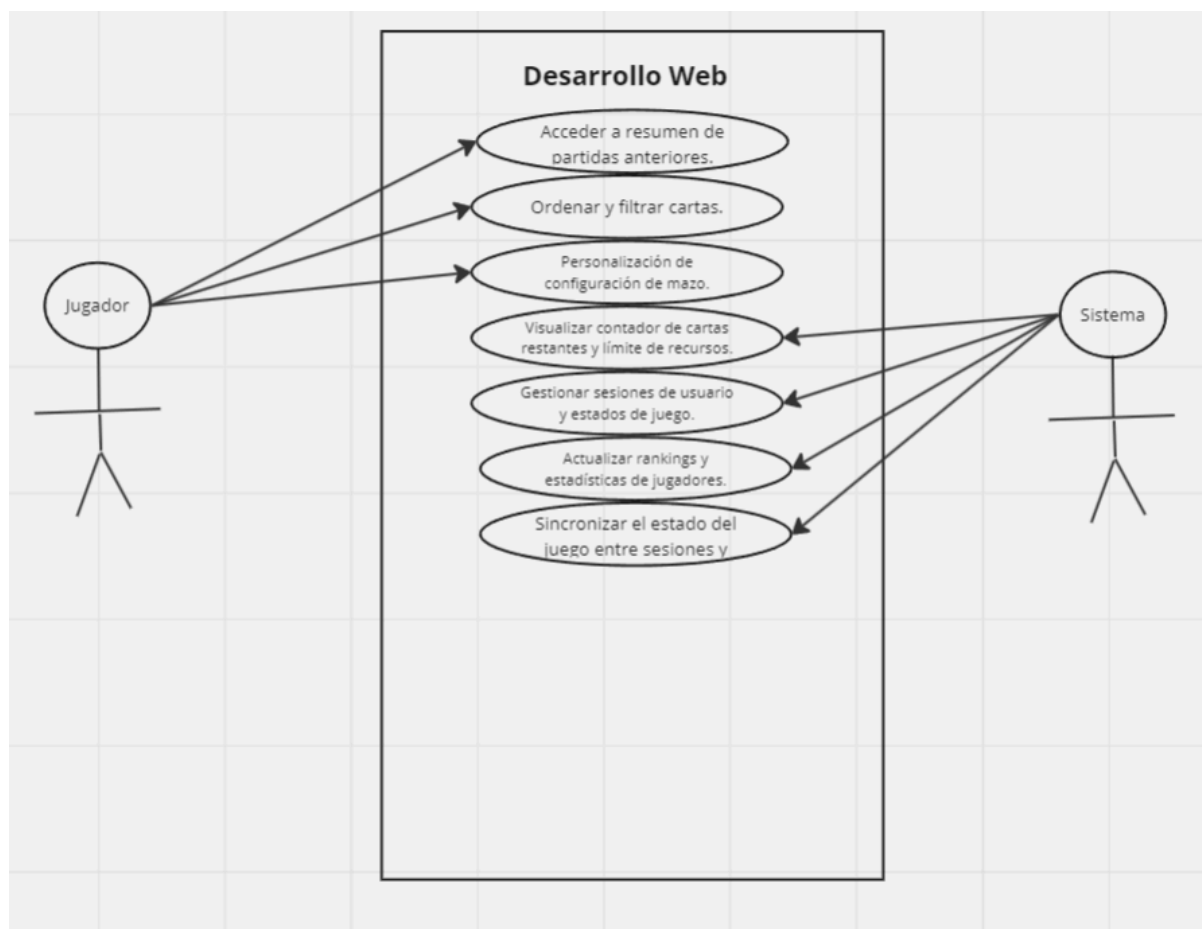 Desarrollo Web
Acceder a resumen de
partidas anteriores.
Ordenar y filtrar cartas.
Personalización de
configuración de mazo.
Jugador
Visualizar contador de cartas
restantes y límite de recursos.
Sistema
Gestionar sesiones de usuario
y estados de juego.
Actualizar rankings y
estadísticas de jugadores.
Sincronizar el estado del
juego entre sesiones y